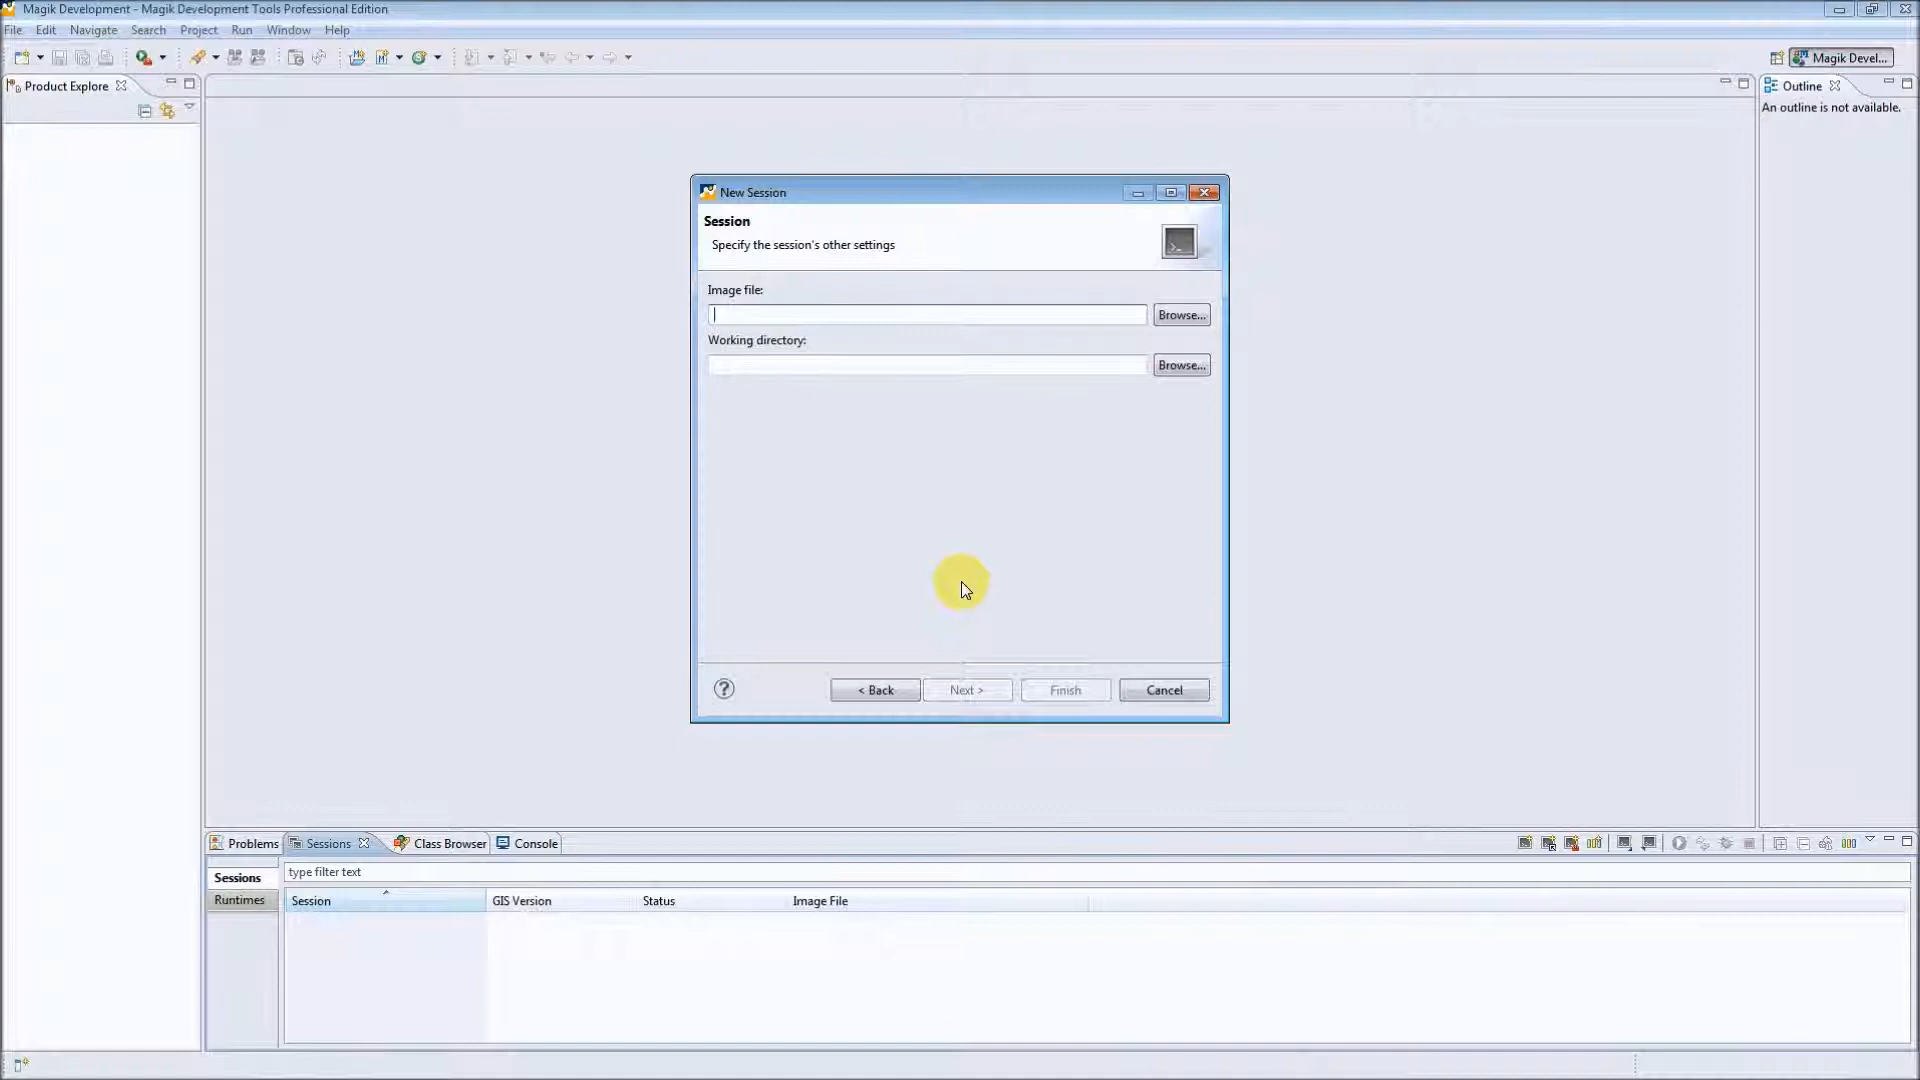 Magik Development - Magik Development Tools Professional Edition
File Edit Navigate Search Project Run Window Help
Magik Devel...
Product Explore
Outline
An outline is not available.
New Session
Session
Specify the session's other settings
Image file:
Browse...
Working directory:
Browse...
< Back Next > Finish Cancel
Problems Sessions Class Browser Console
Sessions
type filter text
Runtimes
Session GIS Version Status Image File